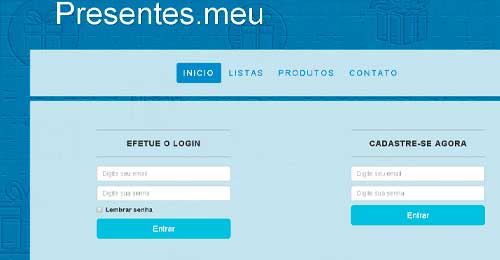 Presentes.meu
INICIO LISTAS PRODUTOS CONTATO
EFETUE O LOGIN
Digite seu email
Digite sua senha
Lembrar senha
Entrar
CADASTRE-SE AGORA
Digite seu email
Digite sua senha
Entrar